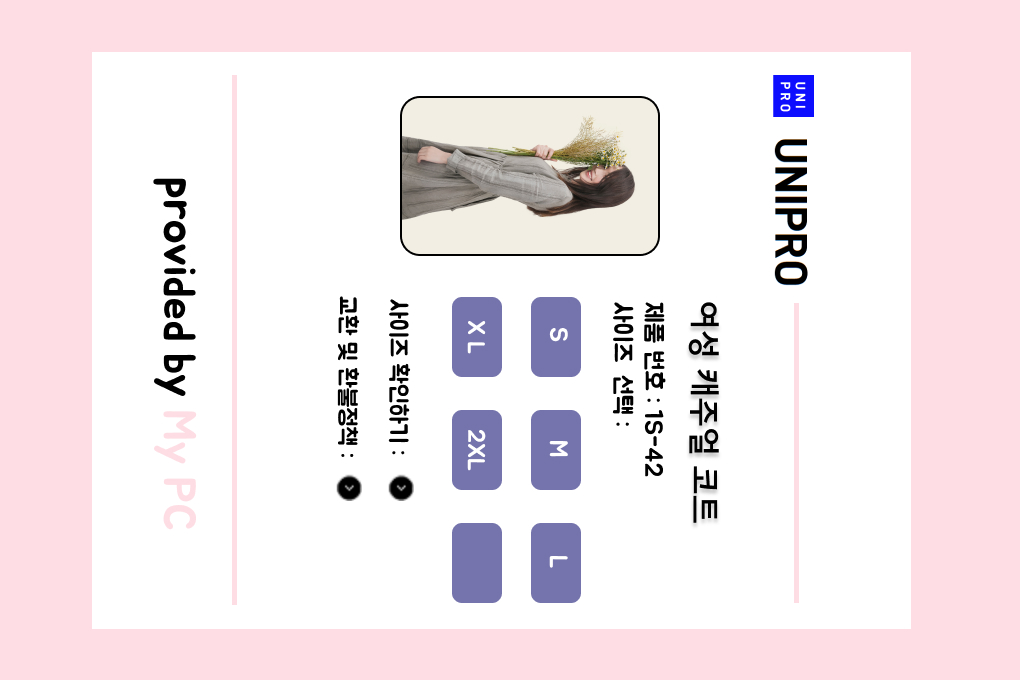 UNI
PRO
UNIPRO
여성 캐주얼 코트
제품 번호 : 1S-42
사이즈 선택 :
S
M
L
XL
2XL
사이즈 확인하기 :
교환 및 환불정책 :
provided by My PC